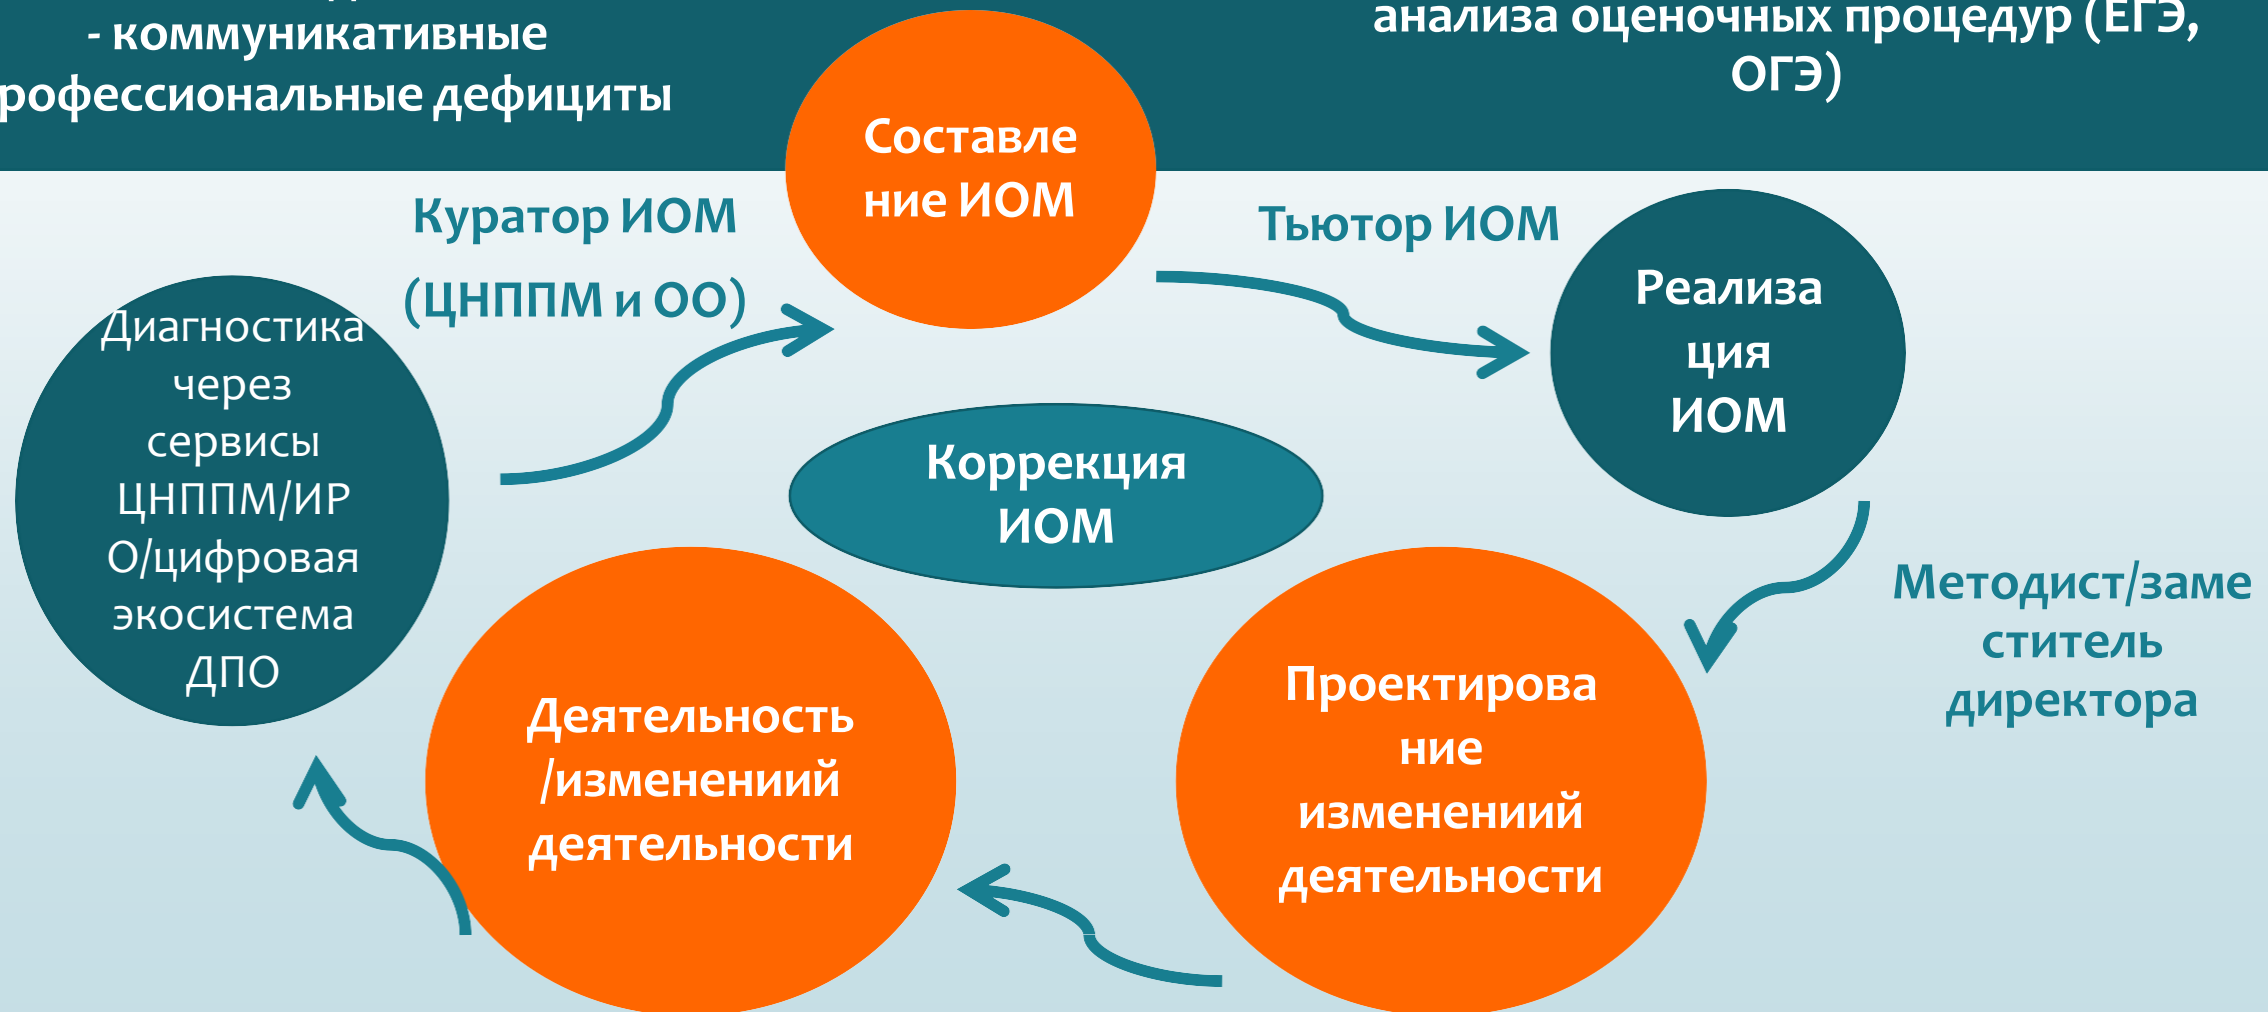 - коммуникативные
рофессиональные дефициты
анализа оценочных процедур (ЕГЭ,
ОГЭ)
Составле
ние ИОМ
Куратор ИОМ
(ЦНППМ и ОО)
Тьютор ИОМ
Реализа
ция
ИОМ
Диагностика
через
сервисы
ЦНППМ/ИР
О/цифровая
экосистема
ДПО
Коррекция
ИОМ
Методист/заме
ститель
директора
Деятельность
/изменениий
деятельности
Проектирова
ние
изменениий
деятельности